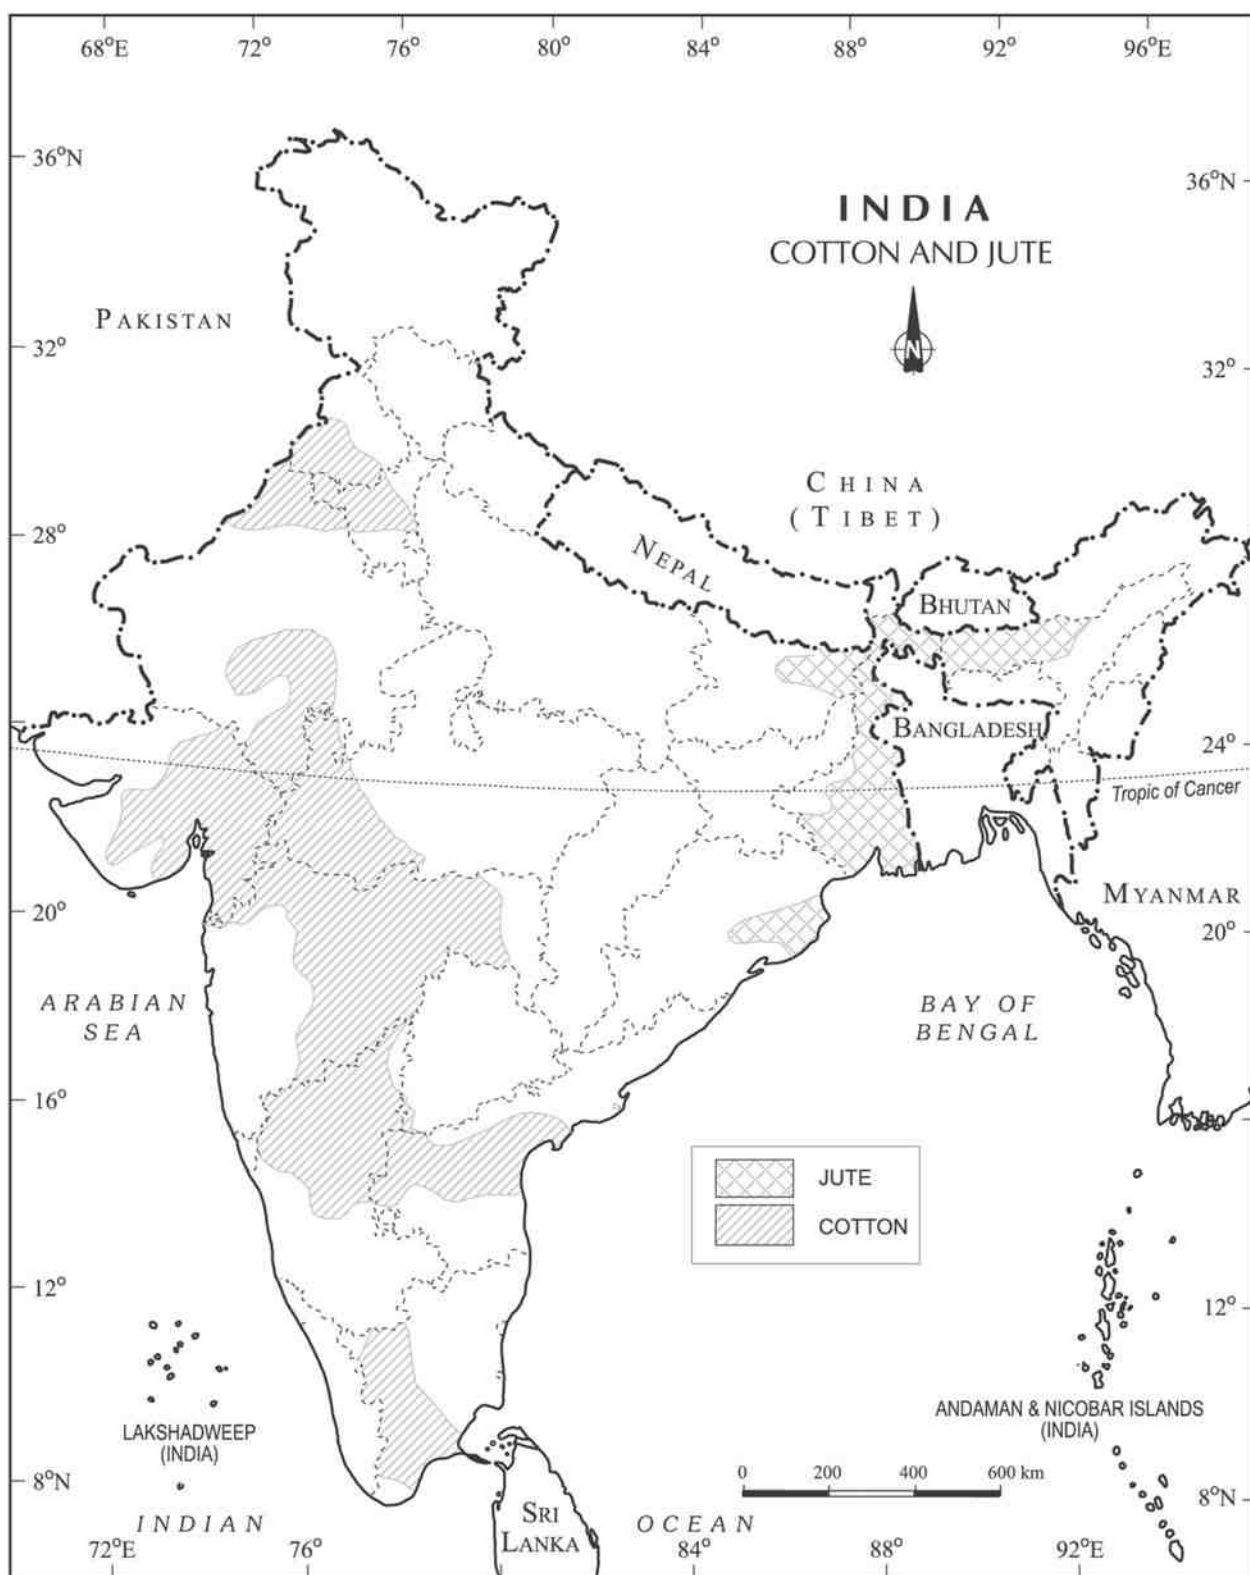 68°E 72° 76° 80° 84° 88° 92° 96°E
36°N
36°N
INDIA
COTTON AND JUTE
N
PAKISTAN
32°
32°
CHINA
(TIBET)
28°
28°
NEPAL
BHUTAN
BANGLADESH
24°
Tropic of Cancer
20°
MYANMAR
20°
ARABIAN
SEA
BAY OF
BENGAL
16°
JUTE
COTTON
12°
12°
LAKSHADWEEP
(INDIA)
ANDAMAN & NICOBAR ISLANDS
(INDIA)
0 200 400 600 km
8°N
8°N
INDIAN
OCEAN
SRI
LANKA
72°E 76° 84° 88° 92°E